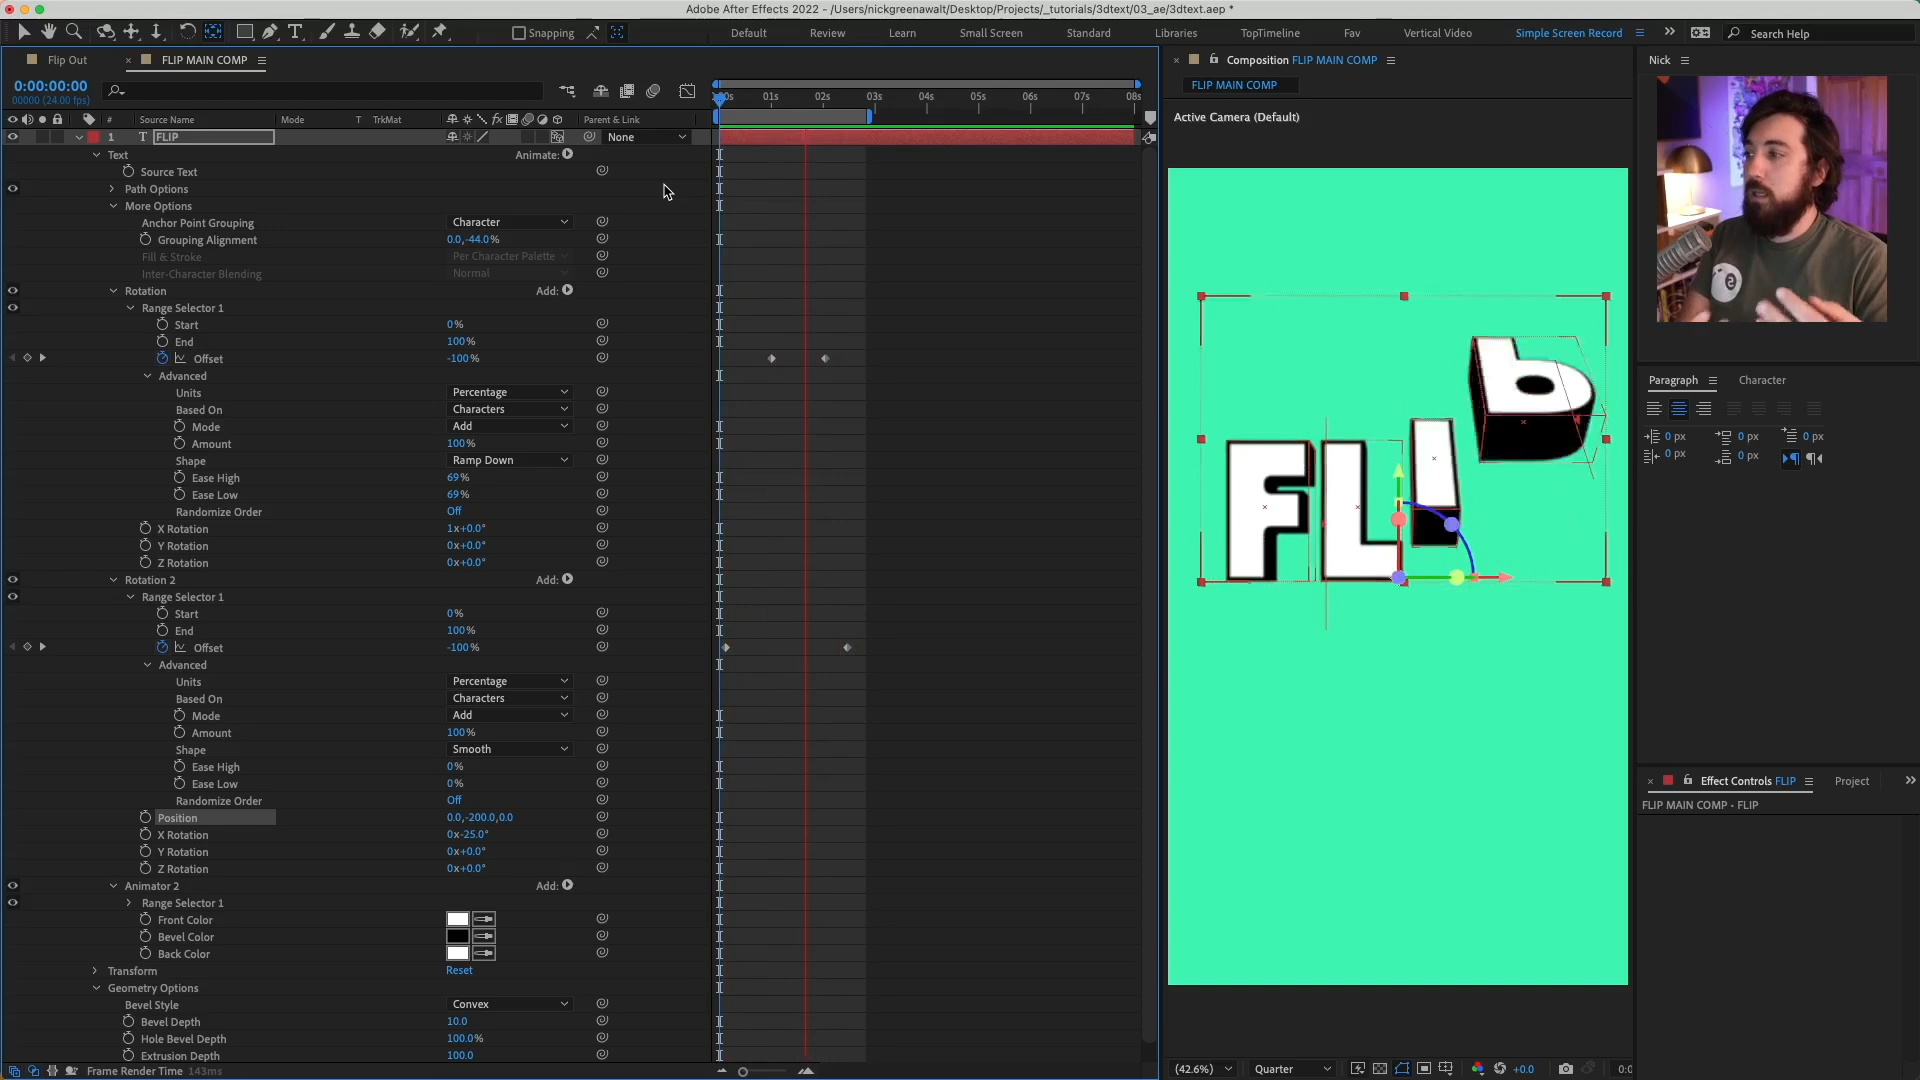 Adobe After Effects 2022 - /Users/nickgreenawalt/Desktop/Projects/_tutorials/3dtext/03_ae/3dtext.aep *
Snapping
Default
Review
Learn
Small Screen
Standard
Libraries
TopTimeline
Fav
Vertical Video
Simple Screen Record
Search Help
Flip Out
FLIP MAIN COMP
Composition FLIP MAIN COMP
Nick
0:00:00:00
00000 (24.00 fps)
FLIP MAIN COMP
01s 02s 03s 04s 05s 06s 07s 08s
# Source Name Mode T TrkMat fx Parent & Link
Active Camera (Default)
1 T FLIP None
Text Animate:
Source Text
Path Options
More Options
Anchor Point Grouping Character
Grouping Alignment 0.0,-44.0%
Fill & Stroke Per Character Palette
Inter-Character Blending Normal
Rotation Add:
Range Selector 1
Start 0%
End 100%
Offset -100%
Advanced
Units Percentage
Based On Characters
Mode Add
Amount 100%
Shape Ramp Down
Ease High 69%
Ease Low 69%
Randomize Order Off
X Rotation 1x+0.0°
Y Rotation 0x+0.0°
Z Rotation 0x+0.0°
Rotation 2 Add:
Range Selector 1
Start 0%
End 100%
Offset -100%
Advanced
Units Percentage
Based On Characters
Mode Add
Amount 100%
Shape Smooth
Ease High 0%
Ease Low 0%
Randomize Order Off
Position 0.0,-200.0,0.0
X Rotation 0x-25.0°
Y Rotation 0x+0.0°
Z Rotation 0x+0.0°
Animator 2 Add:
Range Selector 1
Front Color
Bevel Color
Back Color
Transform Reset
Geometry Options
Bevel Style Convex
Bevel Depth 10.0
Hole Bevel Depth 100.0%
Extrusion Depth 100.0
Frame Render Time 143ms
FLIP
(42.6%) Quarter +0.0
Paragraph Character
0 px 0 px 0 px
0 px 0 px
Effect Controls FLIP Project
FLIP MAIN COMP • FLIP